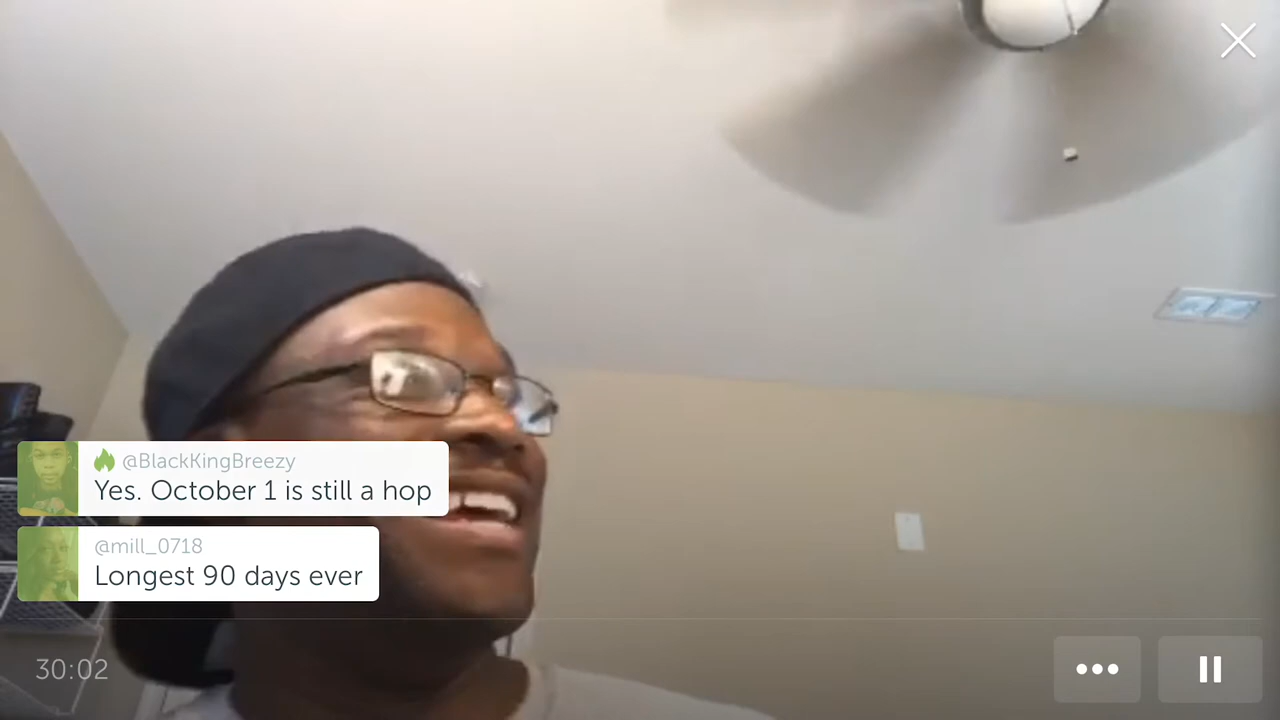 @BlackKingBreezy
Yes. October 1 is still a hop
@mill_0718
Longest 90 days ever
30:02